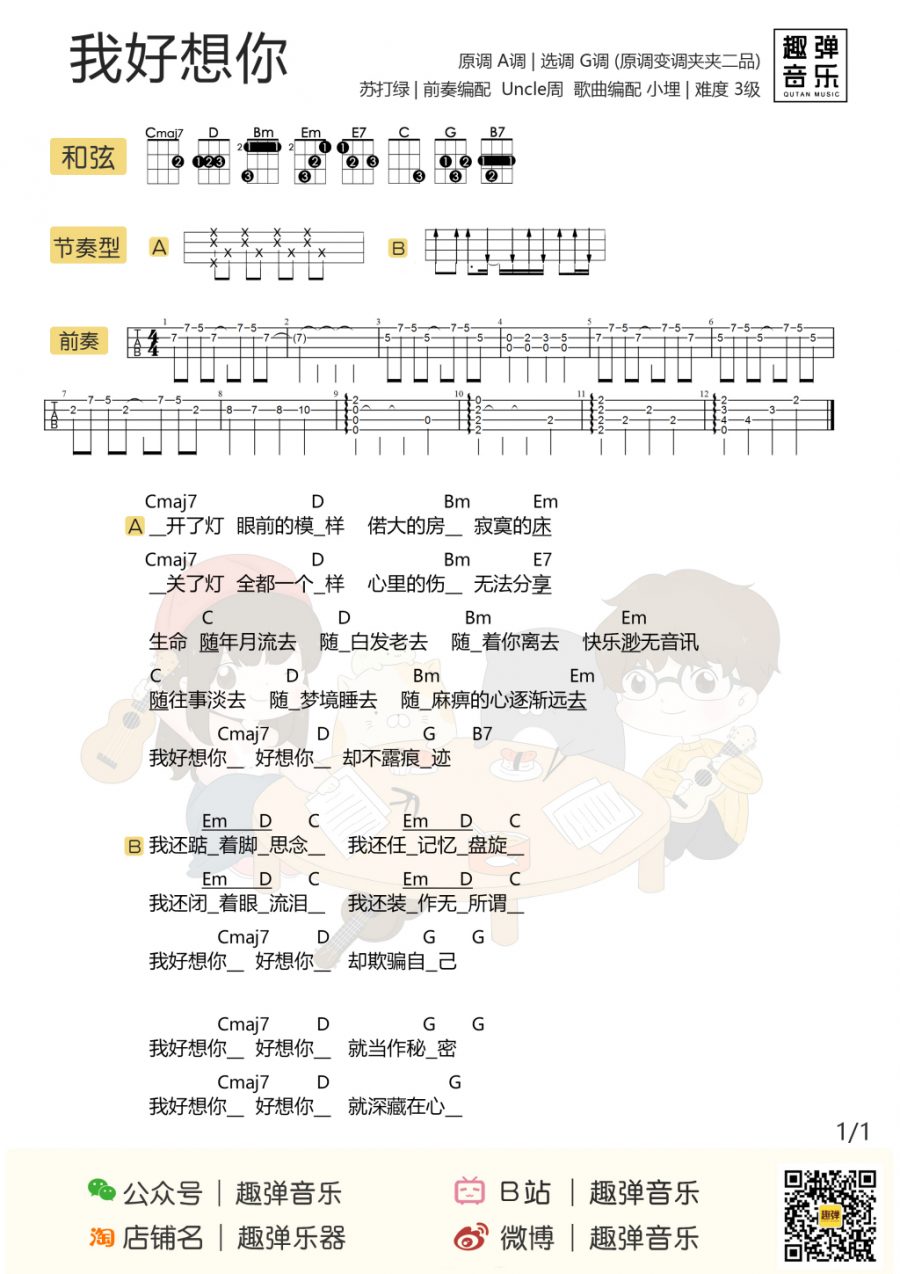 我好想你
原调 A调 | 选调 G调 (原调变调夹夹二品)
苏打绿 | 前奏编配 Uncle周 歌曲编配 小埋 | 难度 3级
趣弹
音乐
QUTAN MUSIC
和弦
Cmaj7 D Bm Em E7 C G B7
节奏型 A B
前奏
A
Cmaj7 D Bm Em
__开了灯 眼前的模_样 偌大的房__ 寂寞的床
Cmaj7 D Bm E7
__关了灯 全都一个_样 心里的伤__ 无法分享
C D Bm Em
生命 随年月流去 随_白发老去 随_着你离去 快乐渺无音讯
C D Bm Em
随往事淡去 随_梦境睡去 随_麻痹的心逐渐远去
Cmaj7 D G B7
我好想你__ 好想你__ 却不露痕_迹
B
Em D C Em D C
我还踮_着脚_思念__ 我还任_记忆_盘旋__
Em D C Em D C
我还闭_着眼_流泪__ 我还装_作无_所谓__
Cmaj7 D G G
我好想你__ 好想你__ 却欺骗自_己
Cmaj7 D G G
我好想你__ 好想你__ 就当作秘_密
Cmaj7 D G
我好想你__ 好想你__ 就深藏在心__
1/1
公众号 | 趣弹音乐 B站 | 趣弹音乐
淘 店铺名 | 趣弹乐器 微博 | 趣弹音乐
趣弹